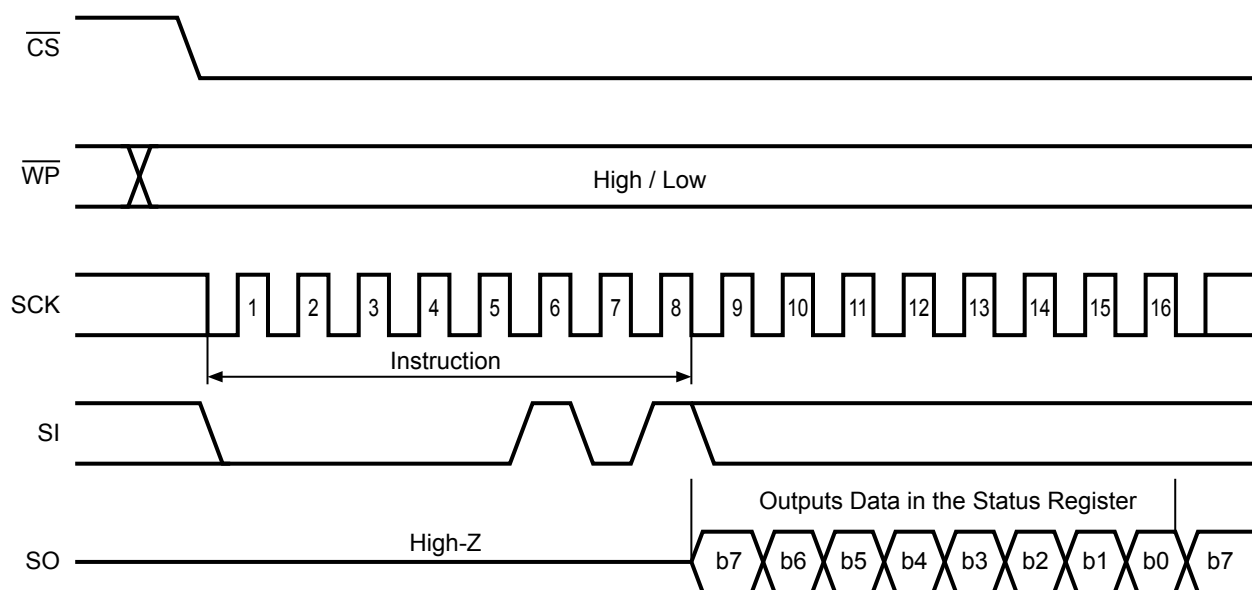 CS
WP
High / Low
SCK
1 2 3 4 5 6 7 8 9 10 11 12 13 14 15 16
Instruction
SI
Outputs Data in the Status Register
High-Z
SO
b7 b6 b5 b4 b3 b2 b1 b0 b7